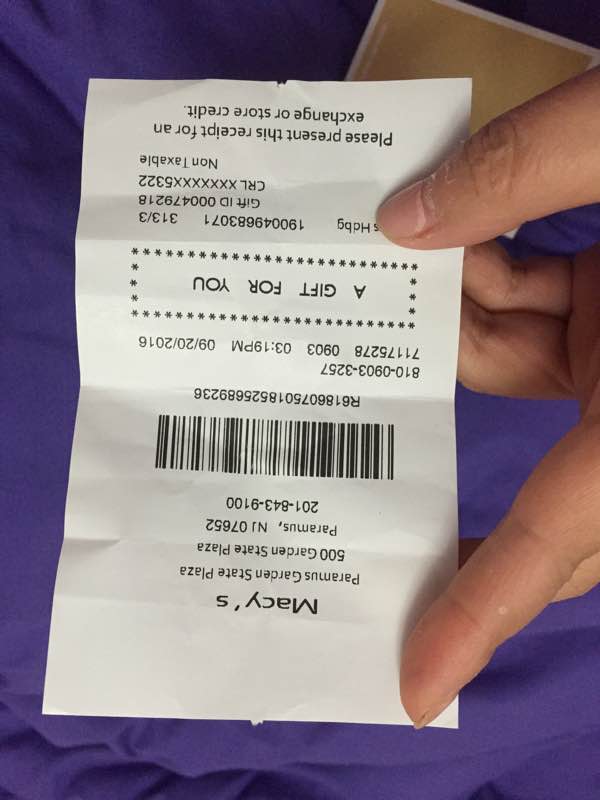 Macy's
Paramus Garden State Plaza
500 Garden State Plaza
Paramus, NJ 07652
201-843-9100
R6186075018525689236
810-0903-3257
71175278 0903 03:19PM 09/20/2016
*******************************
* *
* A GIFT FOR YOU *
* *
*******************************
Hdbg 190049683071 313/3
Gift ID 000479218
CRL XXXXXXXX5322
Non Taxable
Please present this receipt for an
exchange or store credit.